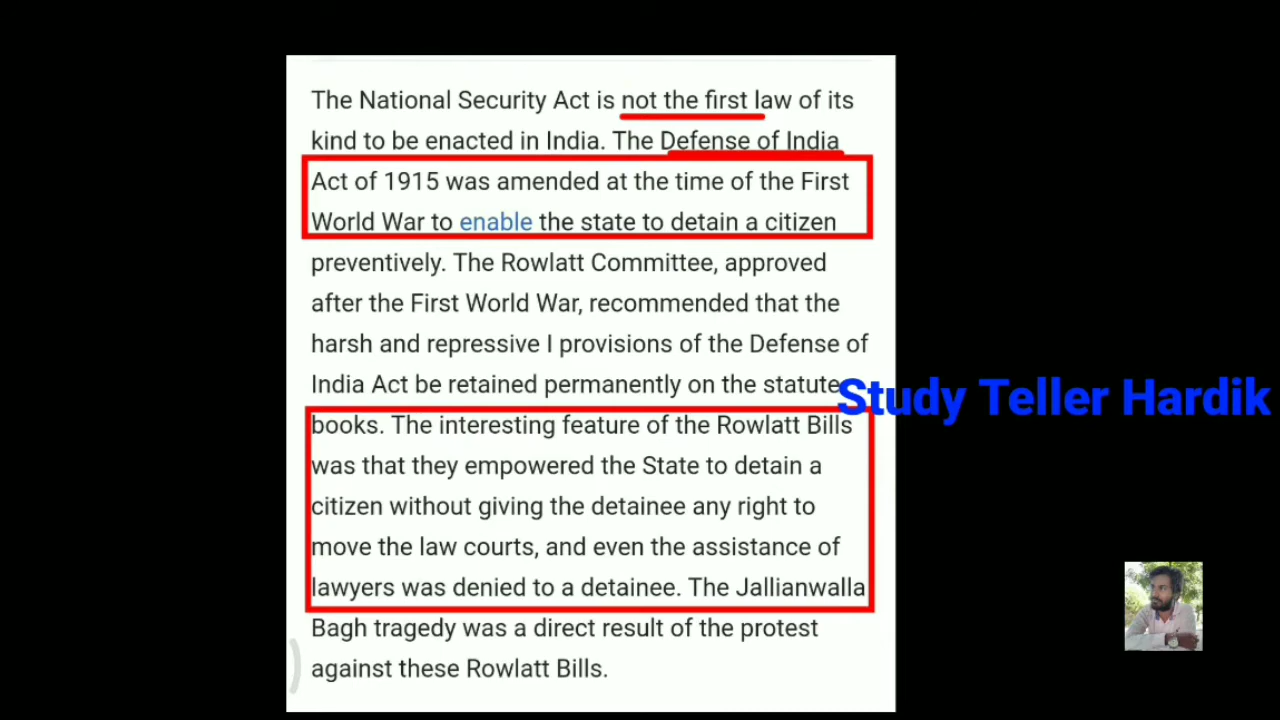 The National Security Act is not the first law of its
kind to be enacted in India. The Defense of India
Act of 1915 was amended at the time of the First
World War to enable the state to detain a citizen
preventively. The Rowlatt Committee, approved
after the First World War, recommended that the
harsh and repressive I provisions of the Defense of
India Act be retained permanently on the statute
books. The interesting feature of the Rowlatt Bills
was that they empowered the State to detain a
citizen without giving the detainee any right to
move the law courts, and even the assistance of
lawyers was denied to a detainee. The Jallianwalla
Bagh tragedy was a direct result of the protest
against these Rowlatt Bills.
Study Teller Hardik